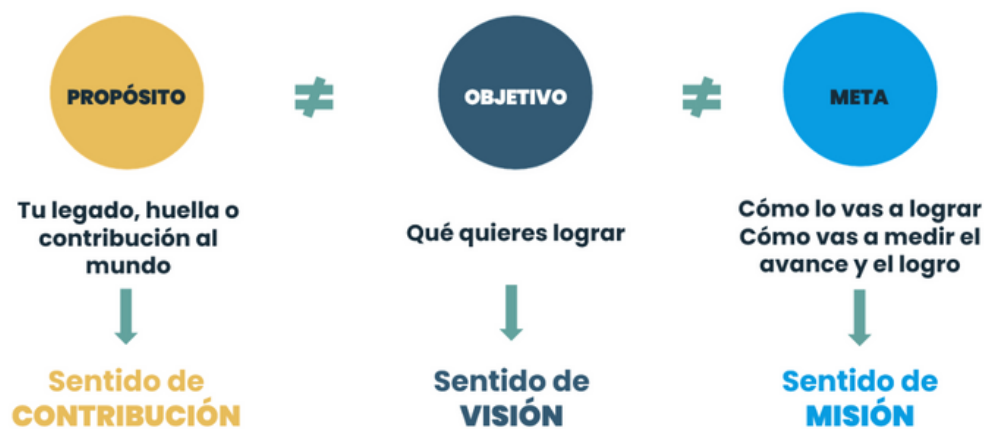 PROPÓSITO
≠
OBJETIVO
≠
META
Tu legado, huella o
contribución al
mundo
Qué quieres lograr
Cómo lo vas a lograr
Cómo vas a medir el
avance y el logro
Sentido de
CONTRIBUCIÓN
Sentido de
VISIÓN
Sentido de
MISIÓN